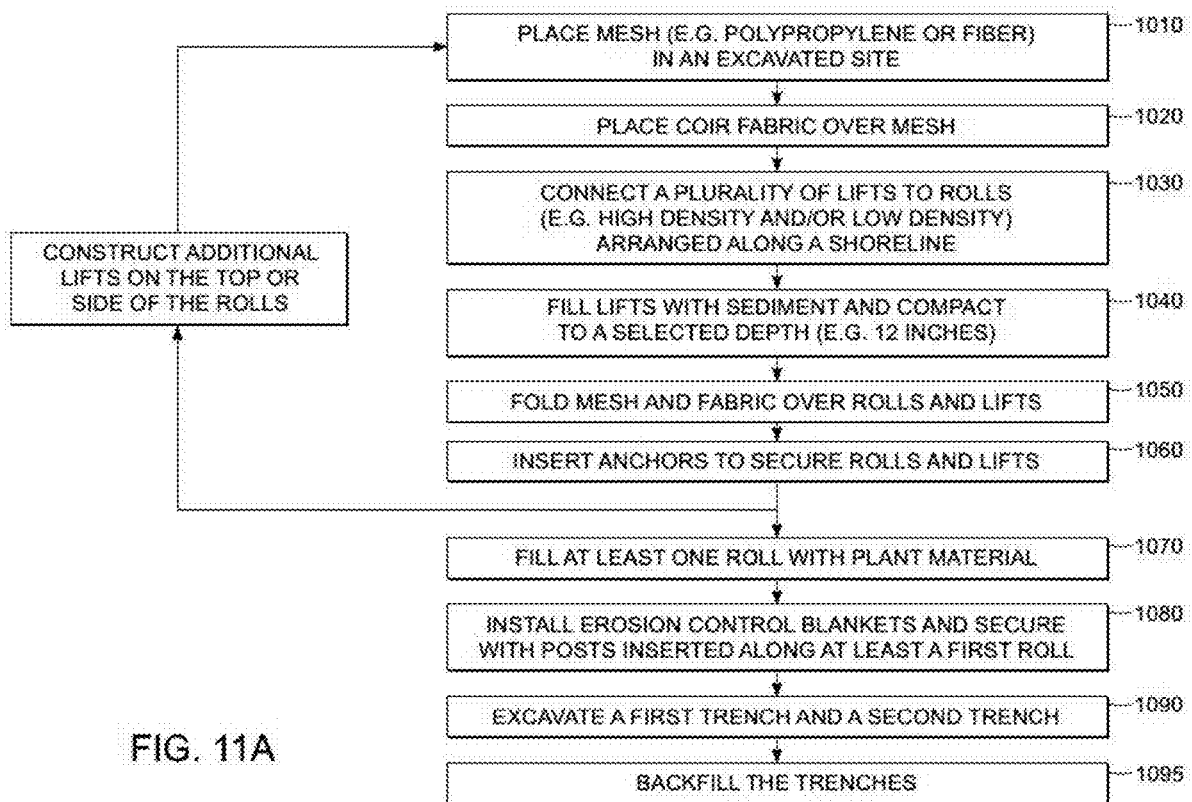 PLACE MESH (E.G. POLYPROPYLENE OR FIBER)
IN AN EXCAVATED SITE
1010
PLACE COIR FABRIC OVER MESH
1020
CONNECT A PLURALITY OF LIFTS TO ROLLS
(E.G. HIGH DENSITY AND/OR LOW DENSITY)
ARRANGED ALONG A SHORELINE
1030
CONSTRUCT ADDITIONAL
LIFTS ON THE TOP OR
SIDE OF THE ROLLS
FILL LIFTS WITH SEDIMENT AND COMPACT
TO A SELECTED DEPTH (E.G. 12 INCHES)
1040
FOLD MESH AND FABRIC OVER ROLLS AND LIFTS
1050
INSERT ANCHORS TO SECURE ROLLS AND LIFTS
1060
FILL AT LEAST ONE ROLL WITH PLANT MATERIAL
1070
INSTALL EROSION CONTROL BLANKETS AND SECURE
WITH POSTS INSERTED ALONG AT LEAST A FIRST ROLL
1080
EXCAVATE A FIRST TRENCH AND A SECOND TRENCH
1090
BACKFILL THE TRENCHES
1095
FIG. 11A